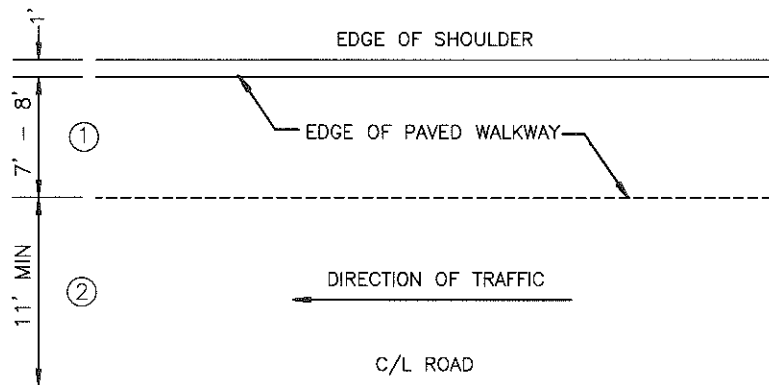 1'
EDGE OF SHOULDER
7' – 8'
1
EDGE OF PAVED WALKWAY
11' MIN
2
DIRECTION OF TRAFFIC
C/L ROAD